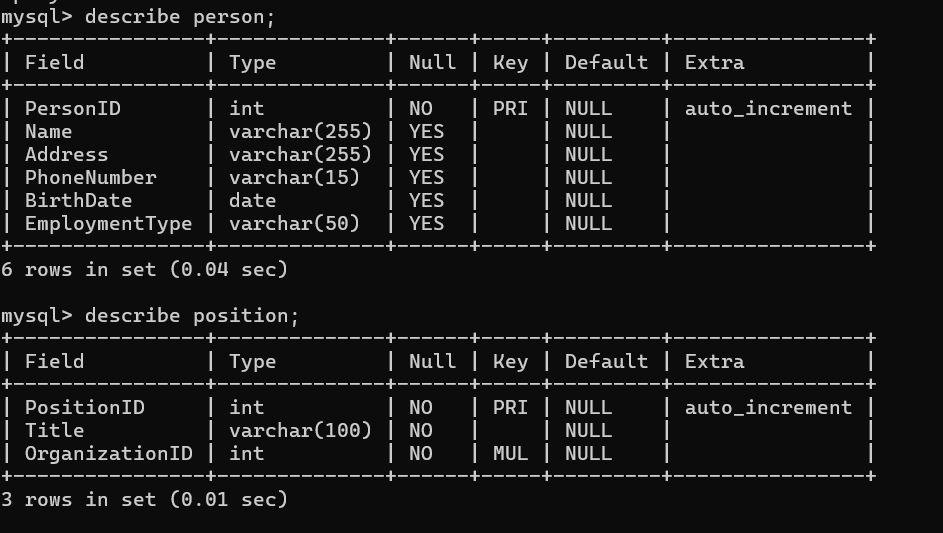 mysql> describe person;
+----------------+--------------+------+-----+---------+----------------+
| Field          | Type         | Null | Key | Default | Extra          |
+----------------+--------------+------+-----+---------+----------------+
| PersonID       | int          | NO   | PRI | NULL    | auto_increment |
| Name           | varchar(255) | YES  |     | NULL    |                |
| Address        | varchar(255) | YES  |     | NULL    |                |
| PhoneNumber    | varchar(15)  | YES  |     | NULL    |                |
| BirthDate      | date         | YES  |     | NULL    |                |
| EmploymentType | varchar(50)  | YES  |     | NULL    |                |
+----------------+--------------+------+-----+---------+----------------+
6 rows in set (0.04 sec)
mysql> describe position;
+----------------+--------------+------+-----+---------+----------------+
| Field          | Type         | Null | Key | Default | Extra          |
+----------------+--------------+------+-----+---------+----------------+
| PositionID     | int          | NO   | PRI | NULL    | auto_increment |
| Title          | varchar(100) | NO   |     | NULL    |                |
| OrganizationID | int          | NO   | MUL | NULL    |                |
+----------------+--------------+------+-----+---------+----------------+
3 rows in set (0.01 sec)